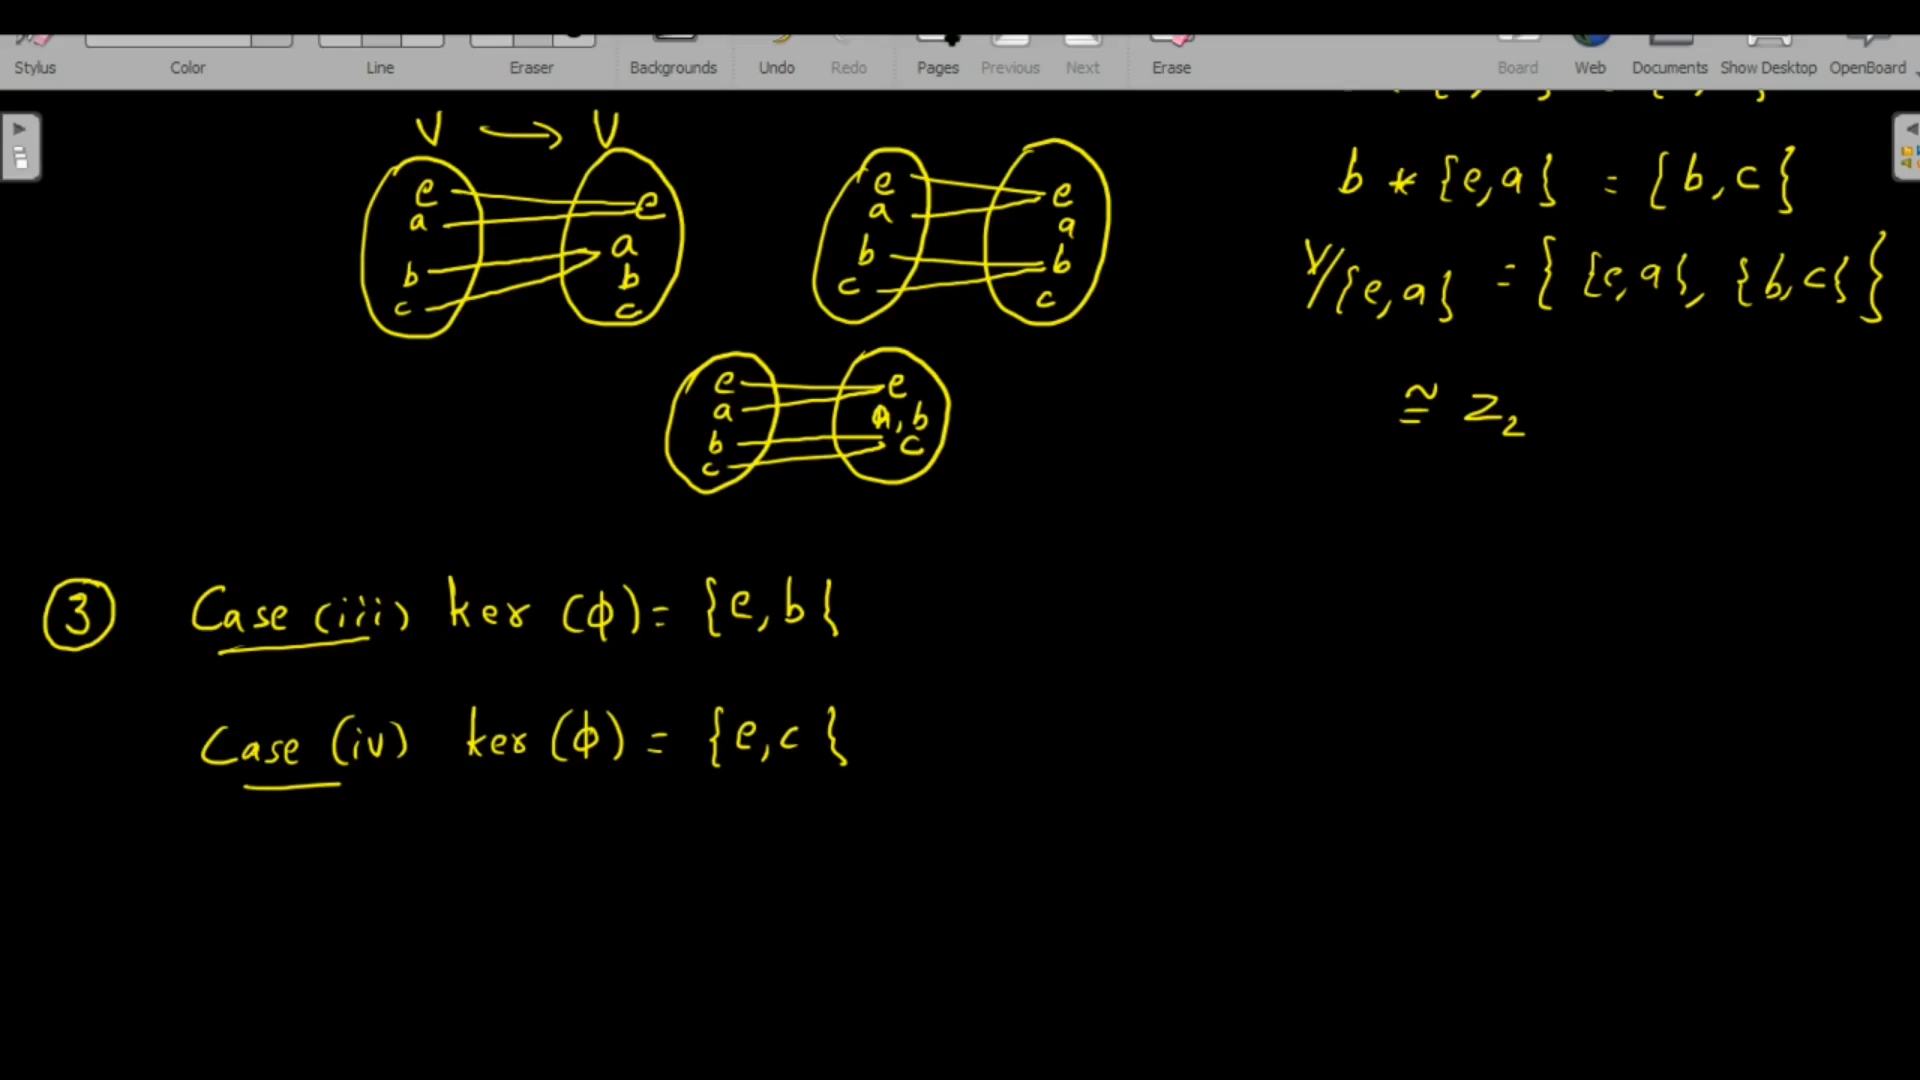 Stylus Color Line Eraser Backgrounds Undo Redo Pages Previous Next Erase Board Web Documents Show Desktop OpenBoard
V → V
e
a
b
c
e
a
b
c
e
a
b
c
e
a
b
c
b * {e,a} = {b,c}
V/{e,a} = { {e,a}, {b,c} }
≅ Z₂
e
a
b
c
e
a, b
c
③ Case (iii) ker (ϕ) = {e,b}
Case (iv) ker (ϕ) = {e,c}